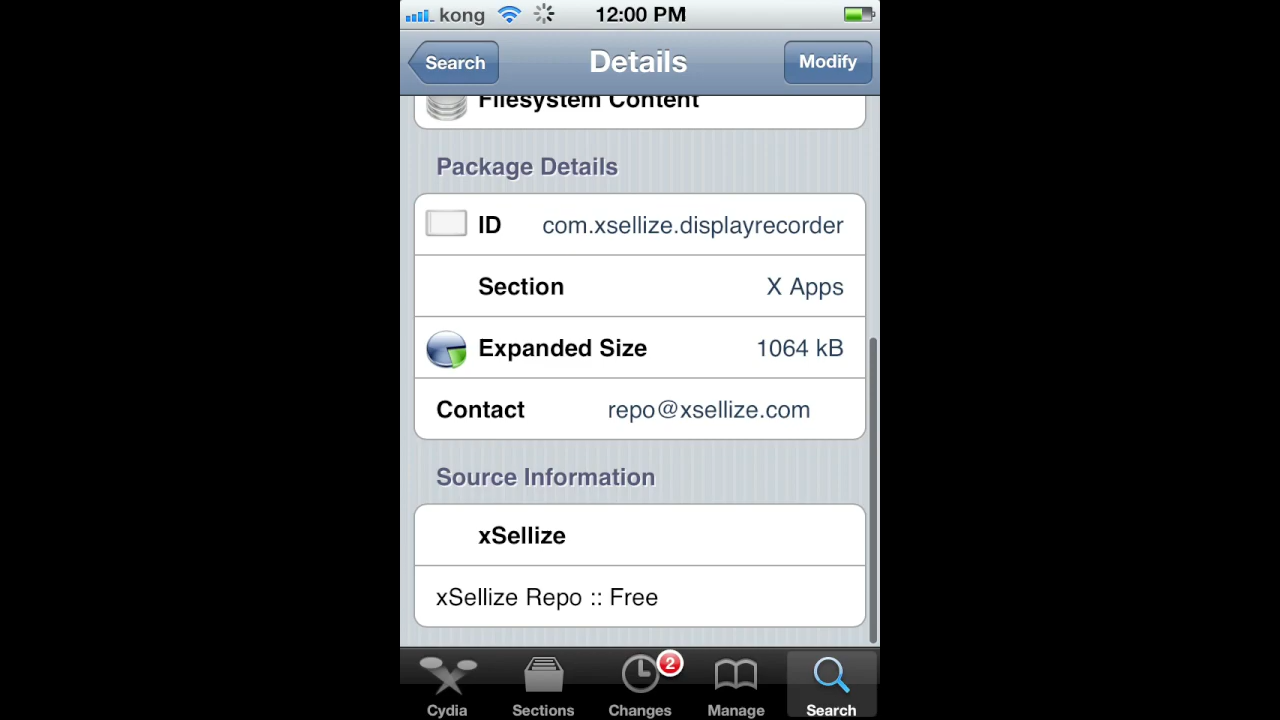 kong 12:00 PM
Search Details Modify
Filesystem Content
Package Details
ID com.xsellize.displayrecorder
Section X Apps
Expanded Size 1064 kB
Contact repo@xsellize.com
Source Information
xSellize
xSellize Repo :: Free
2
Cydia Sections Changes Manage Search